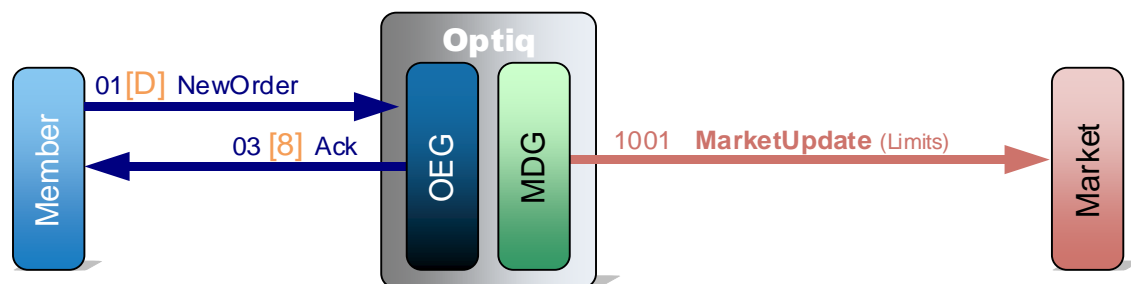 Optiq
01 [D] NewOrder
03 [8] Ack
Member
OEG
MDG
1001 MarketUpdate (Limits)
Market